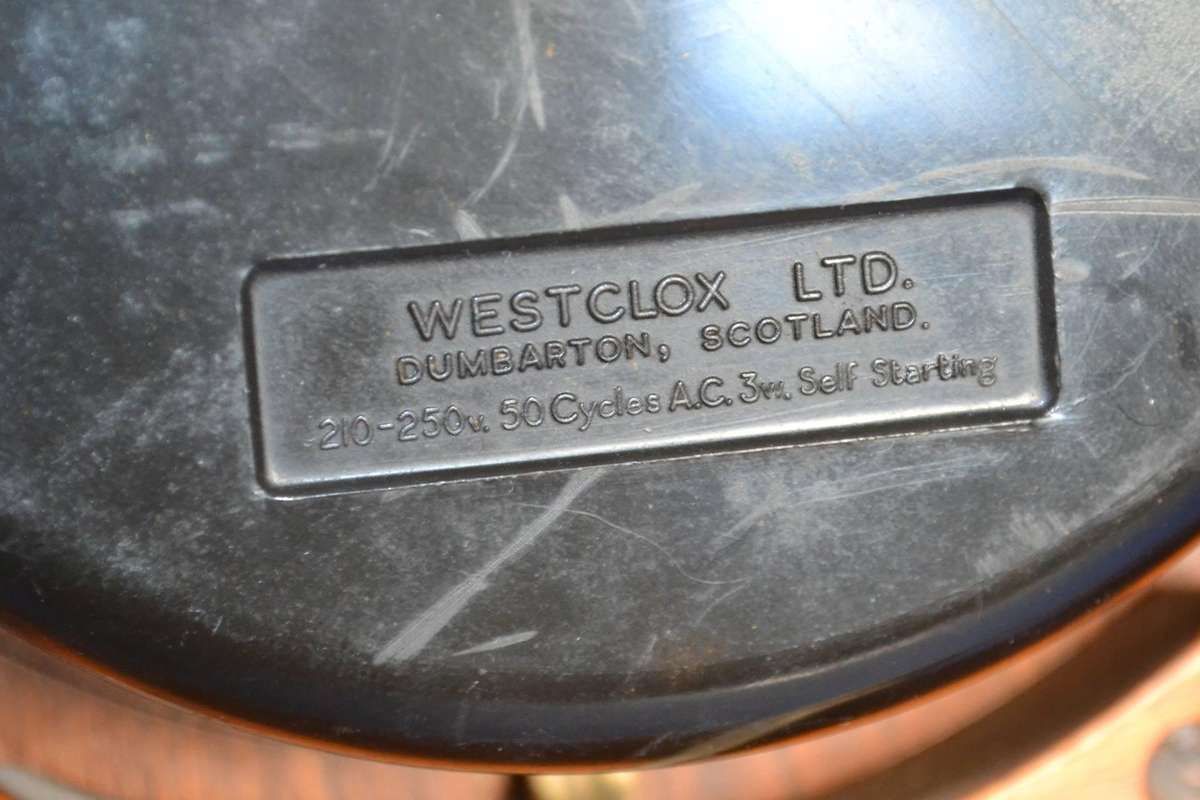 WESTCLOX LTD.
DUMBARTON, SCOTLAND.
210-250v. 50 Cycles A.C. 3w. Self Starting